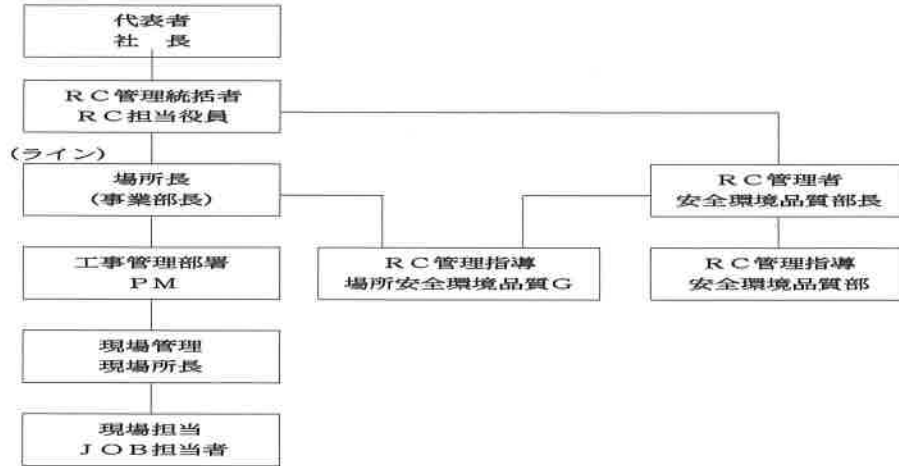 代表者
社　長
ＲＣ管理統括者
ＲＣ担当役員
(ライン)
場所長
(事業部長)
ＲＣ管理者
安全環境品質部長
工事管理部署
ＰＭ
ＲＣ管理指導
場所安全環境品質Ｇ
ＲＣ管理指導
安全環境品質部
現場管理
現場所長
現場担当
ＪＯＢ担当者